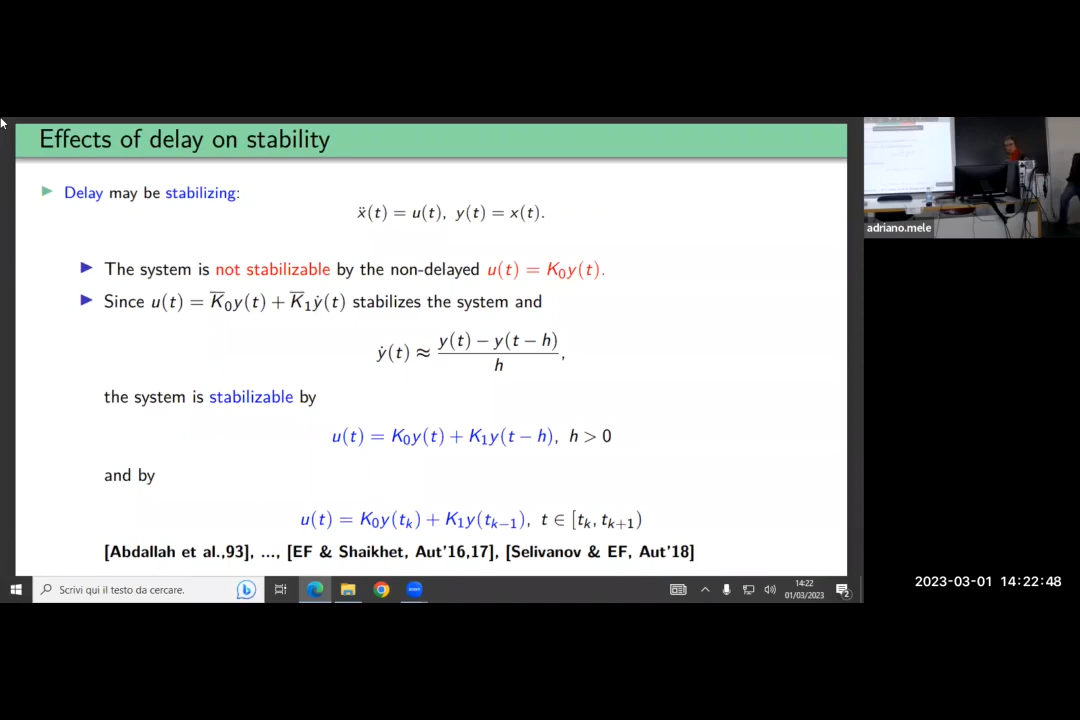 Effects of delay on stability
Delay may be stabilizing:
ẍ(t) = u(t), y(t) = x(t).
The system is not stabilizable by the non-delayed u(t) = K₀y(t).
Since u(t) = K̅₀y(t) + K̅₁ẏ(t) stabilizes the system and
ẏ(t) ≈ y(t) − y(t − h) / h,
the system is stabilizable by
u(t) = K₀y(t) + K₁y(t − h), h > 0
and by
u(t) = K₀y(tₖ) + K₁y(tₖ₋₁), t ∈ [tₖ, tₖ₊₁)
[Abdallah et al.,93], ..., [EF & Shaikhet, Aut'16,17], [Selivanov & EF, Aut'18]
adriano.mele
Scrivi qui il testo da cercare.
zoom
14:22
01/03/2023
2
2023-03-01 14:22:48